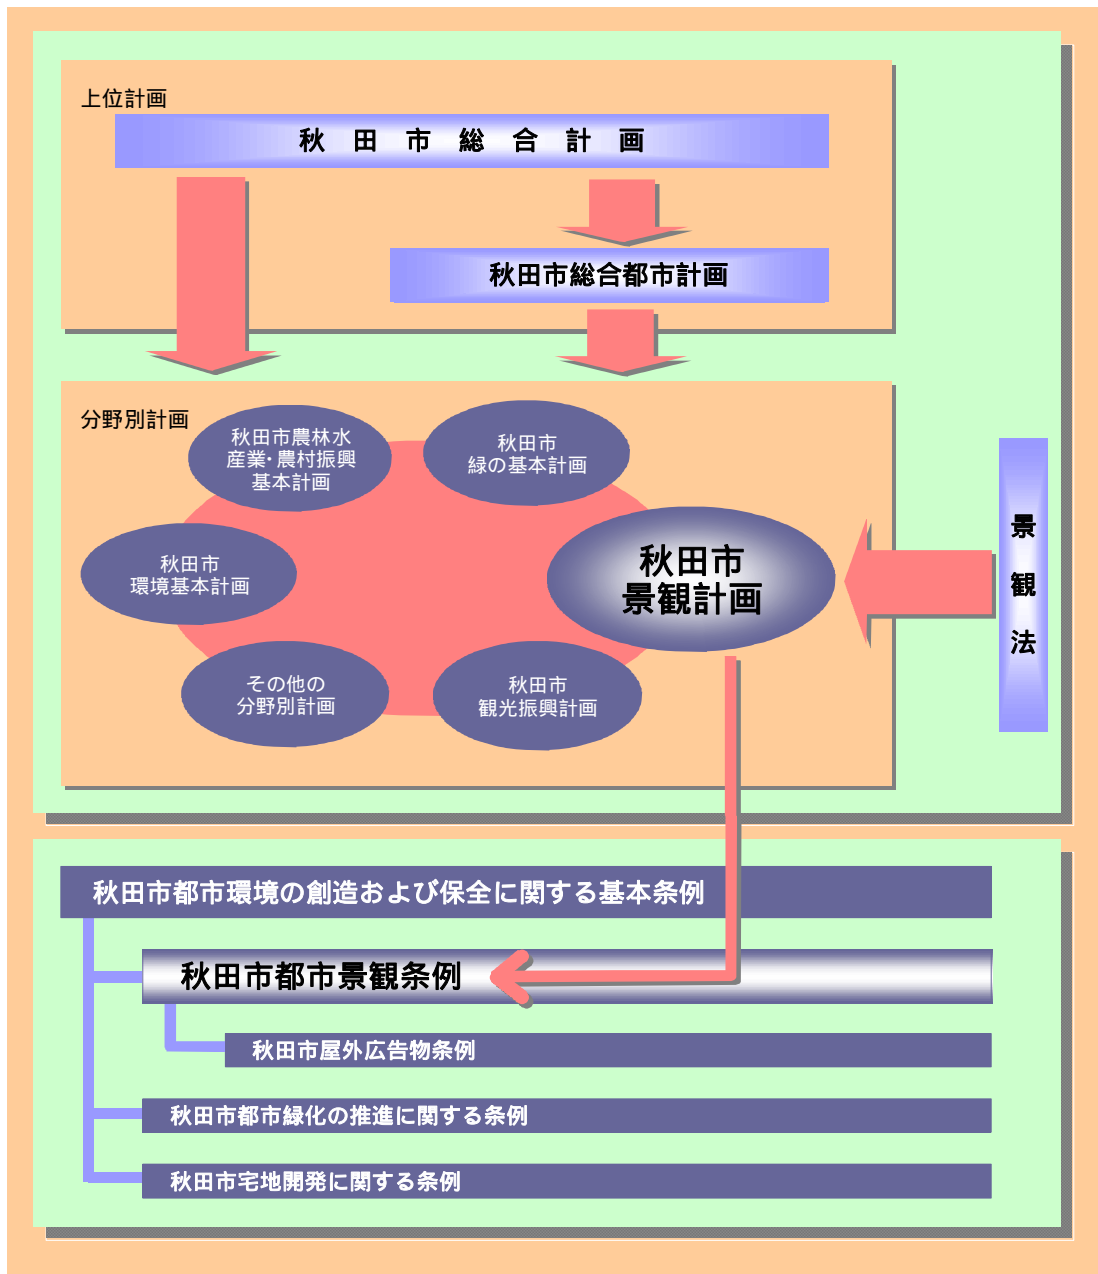 上位計画
秋田市総合計画
秋田市総合都市計画
分野別計画
秋田市農林水
産業・農村振興
基本計画
秋田市
緑の基本計画
秋田市
環境基本計画
秋田市
景観計画
景観法
その他の
分野別計画
秋田市
観光振興計画
秋田市都市環境の創造および保全に関する基本条例
秋田市都市景観条例
秋田市屋外広告物条例
秋田市都市緑化の推進に関する条例
秋田市宅地開発に関する条例